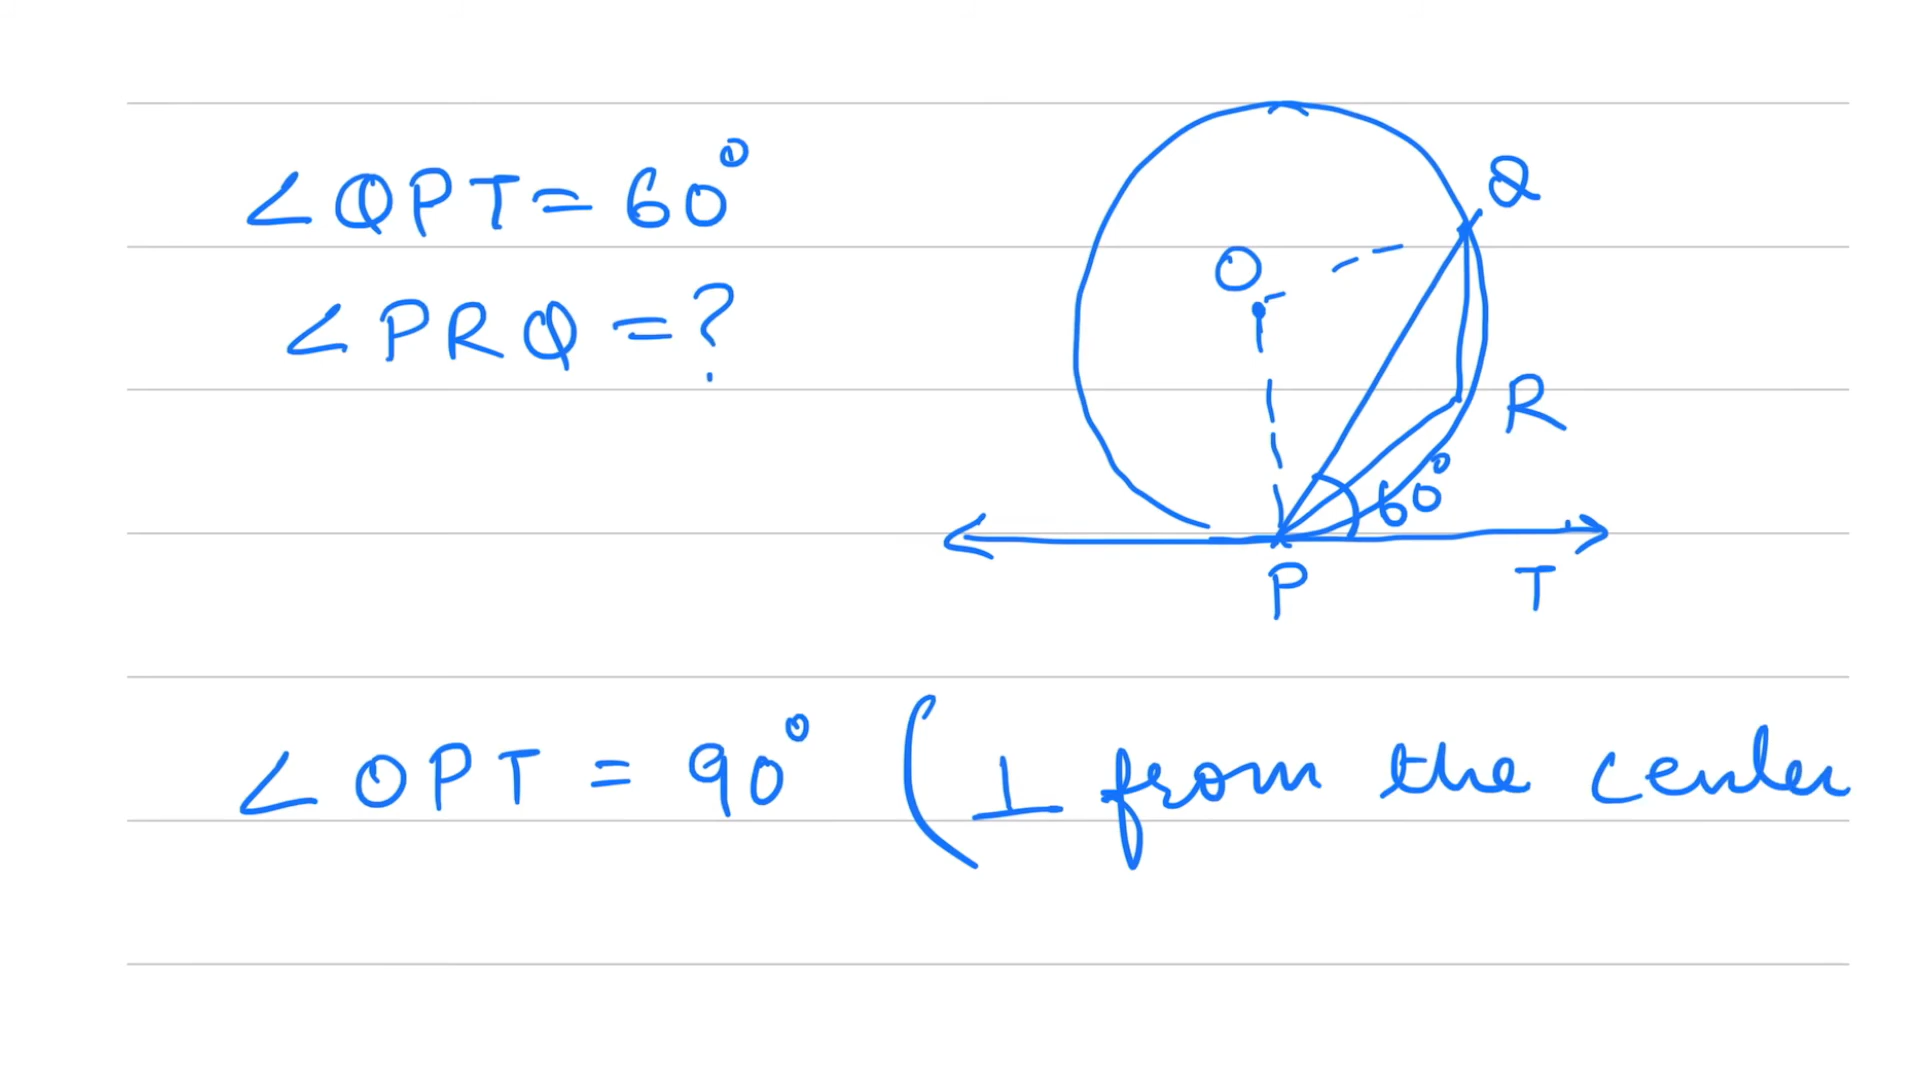 ∠QPT = 60°
∠PRQ = ?
Q
O
R
60°
P
T
∠OPT = 90° (⊥ from the center